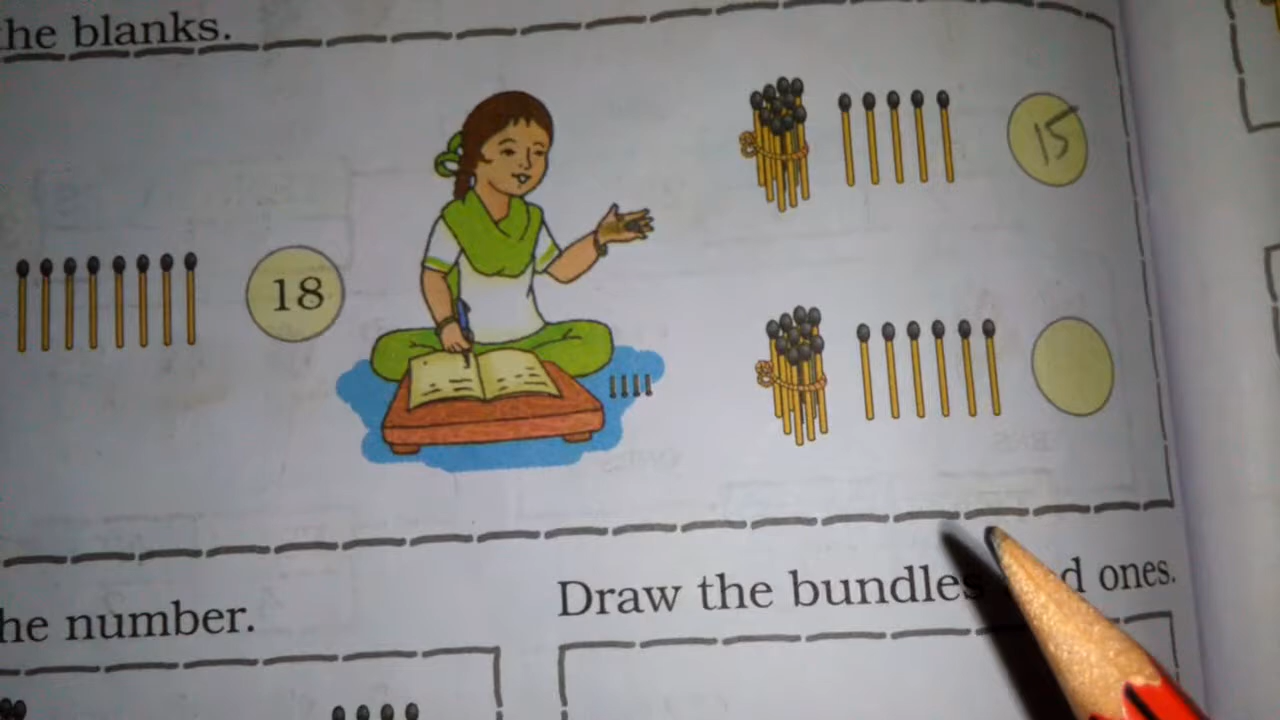 he blanks.
15
18
he number.
Draw the bundles d ones.